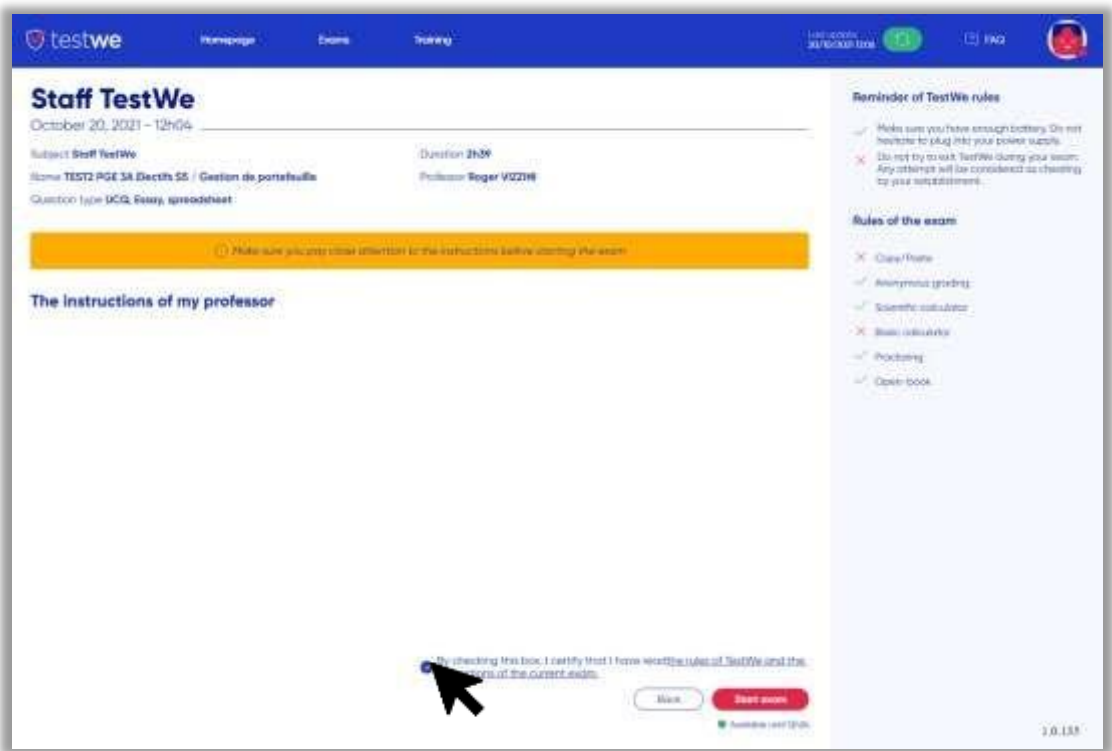 testwe
Homepage
Exams
Training
Last update
FAQ
Staff TestWe
October 20, 2021 - 12h04
Subject Staff TestWe
Duration 2h39
Name TEST2 PGE 3A Electifs S5 / Gestion de portefeuille
Professor Roger
Question type UCQ, Essay, spreadsheet
Make sure you pay close attention to the instructions before starting the exam
The instructions of my professor
By checking this box, I certify that I have read the rules of TestWe and the
of the current exam.
Back
Start exam
Available until
Reminder of TestWe rules
Make sure you have enough battery. Do not
hesitate to plug into your power supply.
Do not try to exit TestWe during your exam.
Any attempt will be considered as cheating
by your establishment.
Rules of the exam
Copy/Paste
Anonymous grading
Scientific calculator
Basic calculator
Proctoring
Open-book